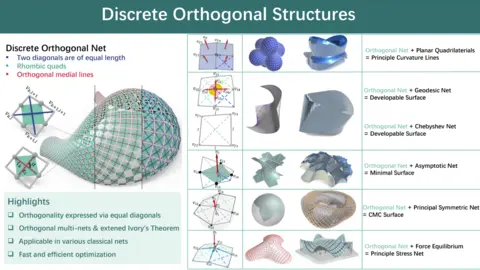 Discrete Orthogonal Structures
Discrete Orthogonal Net
• Two diagonals are of equal length
• Rhombic quads
• Orthogonal medial lines
Highlights
❑ Orthogonality expressed via equal diagonals
❑ Orthogonal multi-nets & extened Ivory's Theorem
❑ Applicable in various classical nets
❑ Fast and efficient optimization
Orthogonal Net + Planar Quadrilaterals
= Principle Curvature Lines
Orthogonal Net + Geodesic Net
= Developable Surface
Orthogonal Net + Chebyshev Net
= Developable Surface
Orthogonal Net + Asymptotic Net
= Minimal Surface
Orthogonal Net + Principal Symmetric Net
= CMC Surface
Orthogonal Net + Force Equilibrium
= Principle Stress Net